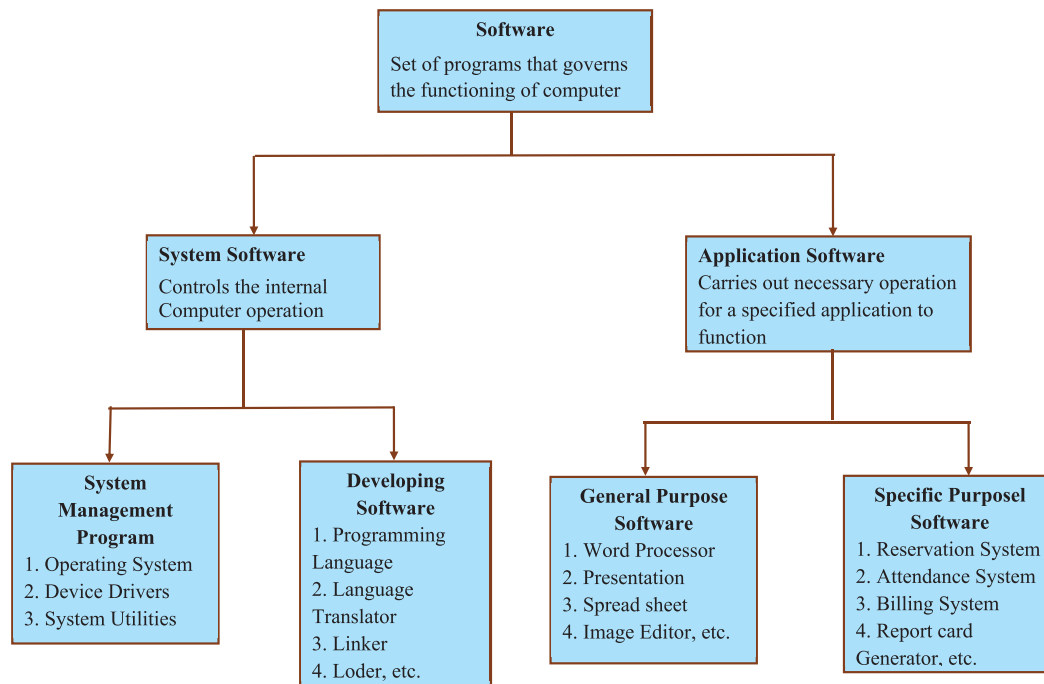 Software
Set of programs that governs
the functioning of computer
System Software
Controls the internal
Computer operation
Application Software
Carries out necessary operation
for a specified application to
function
System
Management
Program
1. Operating System
2. Device Drivers
3. System Utilities
Developing
Software
1. Programming
Language
2. Language
Translator
3. Linker
4. Loder, etc.
General Purpose
Software
1. Word Processor
2. Presentation
3. Spread sheet
4. Image Editor, etc.
Specific Purposel
Software
1. Reservation System
2. Attendance System
3. Billing System
4. Report card
Generator, etc.